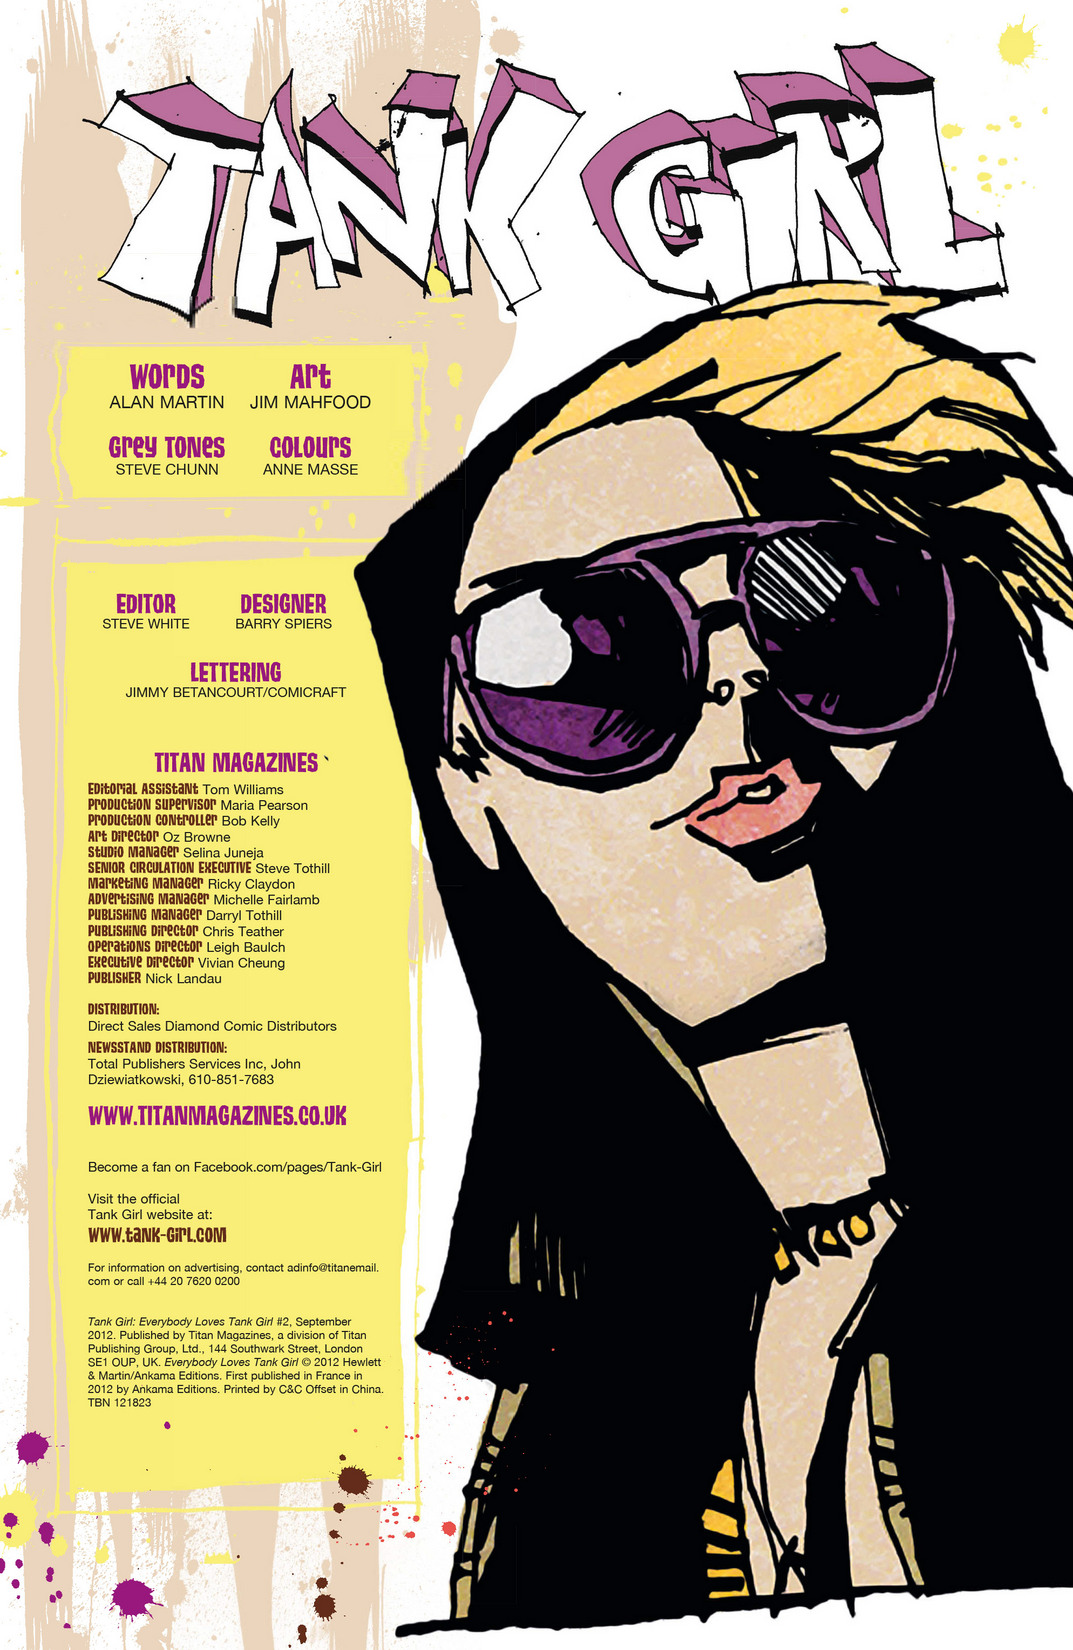 TANK GIRL
WORDS
ALAN MARTIN
Art
JIM MAHFOOD
Grey TONES
STEVE CHUNN
COLOURS
ANNE MASSE
EDITOR
STEVE WHITE
DESIGNER
BARRY SPIERS
LETTERING
JIMMY BETANCOURT/COMICRAFT
TITAN MAGAZINES
Editorial Assistant Tom Williams
Production Supervisor Maria Pearson
Production Controller Bob Kelly
Art Director Oz Browne
Studio Manager Selina Juneja
Senior Circulation Executive Steve Tothill
Marketing Manager Ricky Claydon
Advertising Manager Michelle Fairlamb
Publishing Manager Darryl Tothill
Publishing Director Chris Teather
Operations Director Leigh Baulch
Executive Director Vivian Cheung
Publisher Nick Landau
DISTRIBUTION:
Direct Sales Diamond Comic Distributors
NEWSSTAND DISTRIBUTION:
Total Publishers Services Inc, John
Dziewiatkowski, 610-851-7683
WWW.TITANMAGAZINES.CO.UK
Become a fan on Facebook.com/pages/Tank-Girl
Visit the official
Tank Girl website at:
WWW.tank-girl.com
For information on advertising, contact adinfo@titanemail.
com or call +44 20 7620 0200
Tank Girl: Everybody Loves Tank Girl #2, September
2012. Published by Titan Magazines, a division of Titan
Publishing Group, Ltd., 144 Southwark Street, London
SE1 OUP, UK. Everybody Loves Tank Girl © 2012 Hewlett
& Martin/Ankama Editions. First published in France in
2012 by Ankama Editions. Printed by C&C Offset in China.
TBN 121823